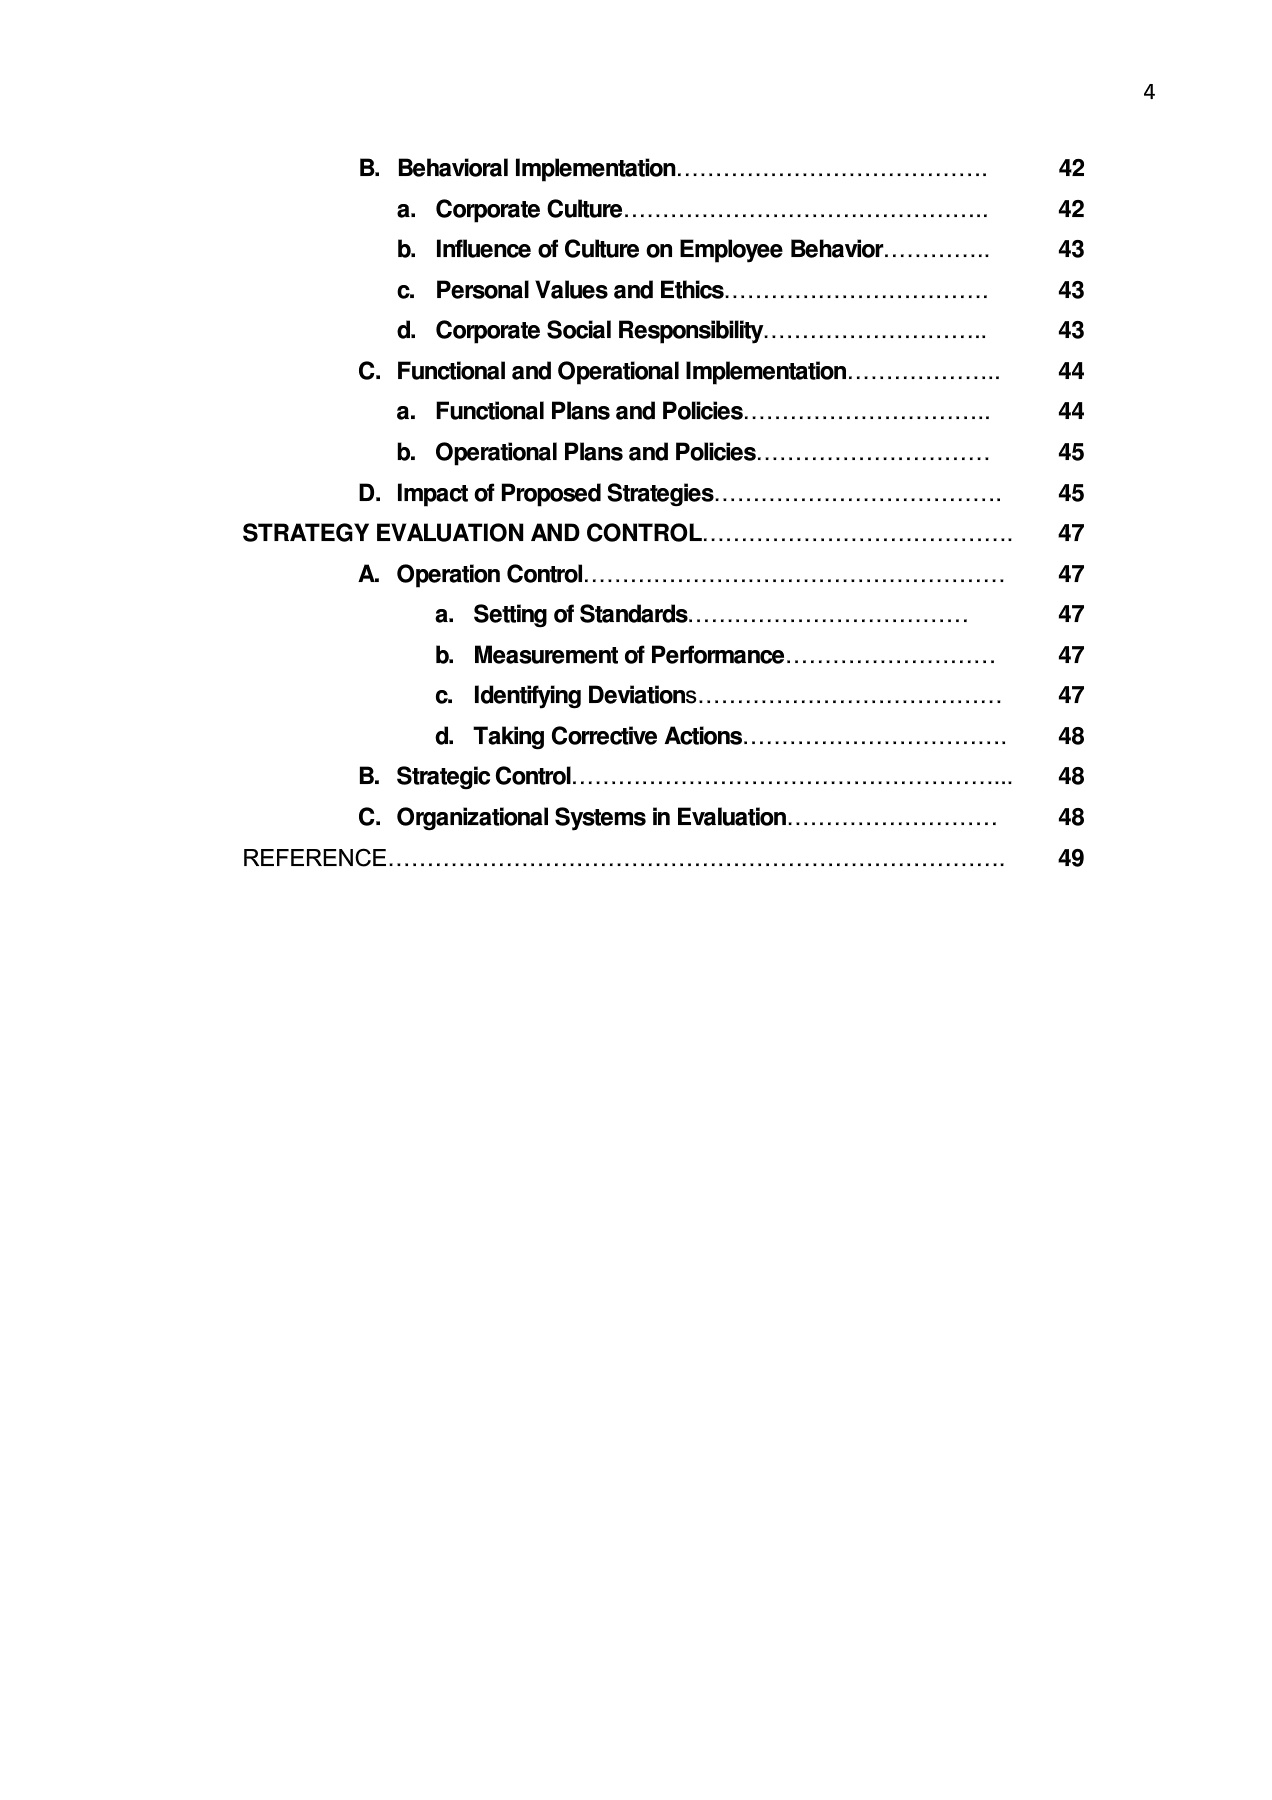 4
B. Behavioral Implementation…………………………………. 42
a. Corporate Culture……………………………………….. 42
b. Influence of Culture on Employee Behavior………….. 43
c. Personal Values and Ethics……………………………. 43
d. Corporate Social Responsibility……………………….. 43
C. Functional and Operational Implementation……………….. 44
a. Functional Plans and Policies………………………….. 44
b. Operational Plans and Policies………………………… 45
D. Impact of Proposed Strategies………………………………. 45
STRATEGY EVALUATION AND CONTROL…………………………………. 47
A. Operation Control……………………………………………… 47
a. Setting of Standards……………………………… 47
b. Measurement of Performance……………………… 47
c. Identifying Deviations………………………………… 47
d. Taking Corrective Actions……………………………. 48
B. Strategic Control………………………………………………... 48
C. Organizational Systems in Evaluation……………………… 48
REFERENCE……………………………………………………………………. 49